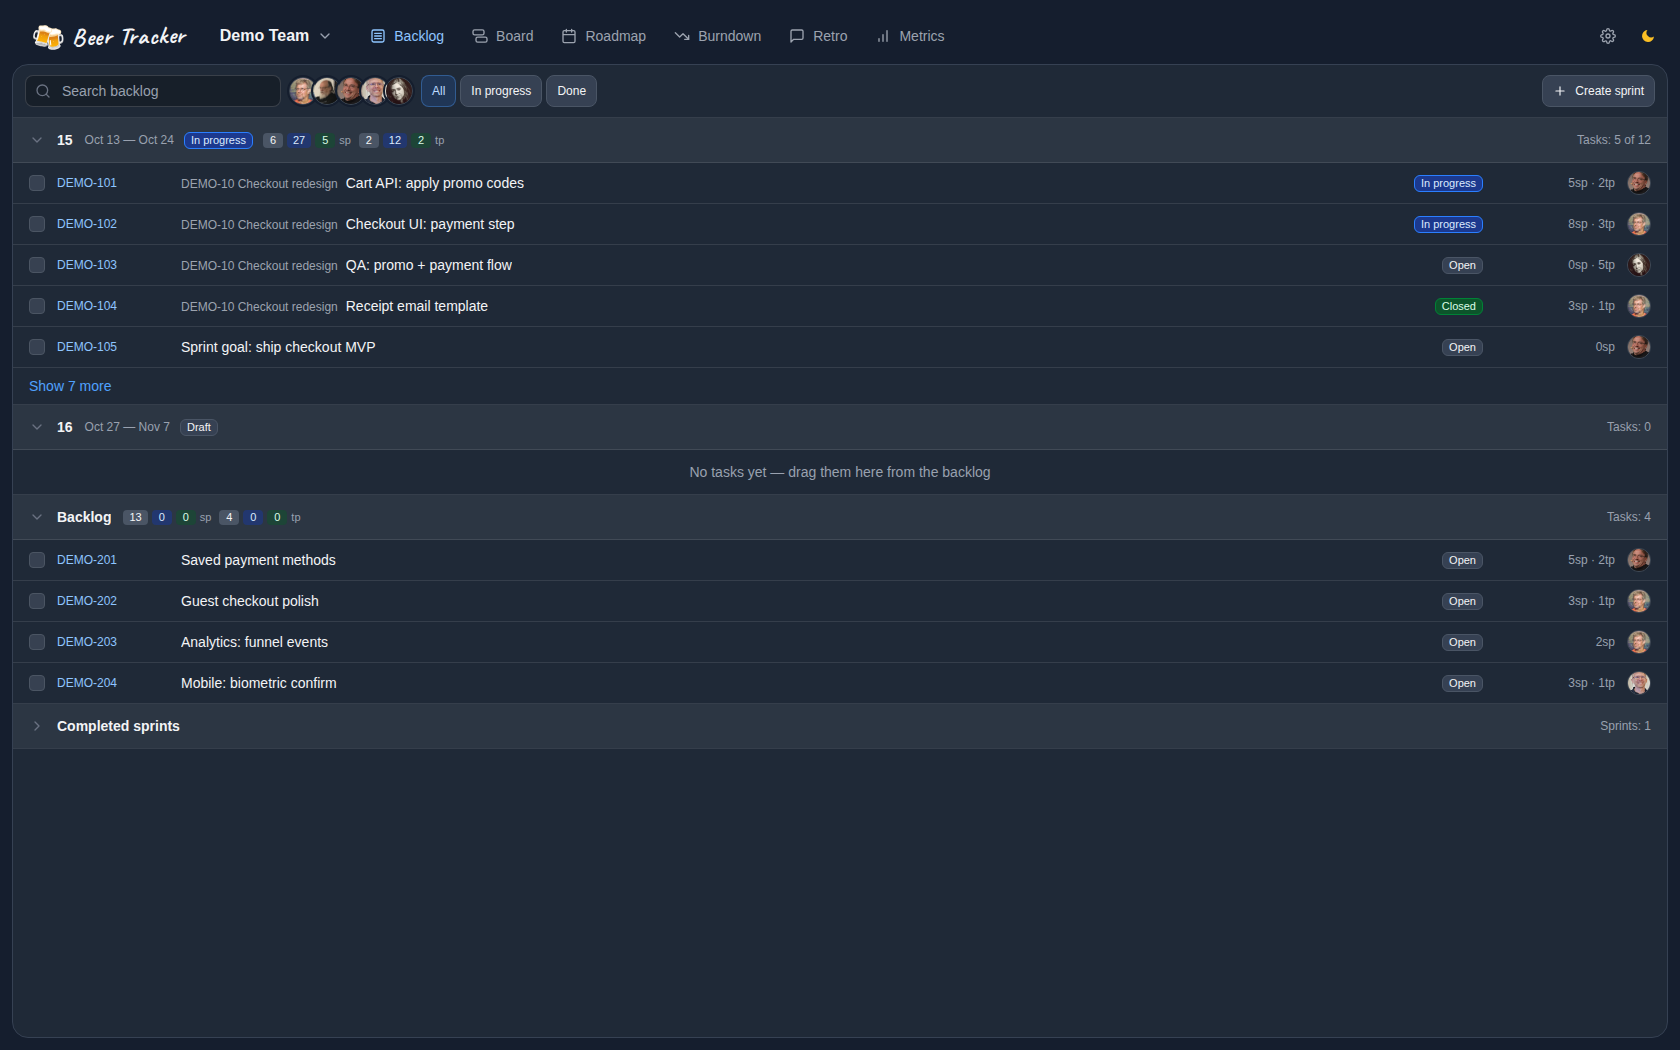 Beer Tracker Demo Team Backlog Board Roadmap Burndown Retro Metrics
Search backlog All In progress Done Create sprint
15 Oct 13 — Oct 24 In progress 6 27 5 sp 2 12 2 tp Tasks: 5 of 12
DEMO-101 DEMO-10 Checkout redesign Cart API: apply promo codes In progress 5sp · 2tp
DEMO-102 DEMO-10 Checkout redesign Checkout UI: payment step In progress 8sp · 3tp
DEMO-103 DEMO-10 Checkout redesign QA: promo + payment flow Open 0sp · 5tp
DEMO-104 DEMO-10 Checkout redesign Receipt email template Closed 3sp · 1tp
DEMO-105 Sprint goal: ship checkout MVP Open 0sp
Show 7 more
16 Oct 27 — Nov 7 Draft Tasks: 0
No tasks yet — drag them here from the backlog
Backlog 13 0 0 sp 4 0 0 tp Tasks: 4
DEMO-201 Saved payment methods Open 5sp · 2tp
DEMO-202 Guest checkout polish Open 3sp · 1tp
DEMO-203 Analytics: funnel events Open 2sp
DEMO-204 Mobile: biometric confirm Open 3sp · 1tp
Completed sprints Sprints: 1